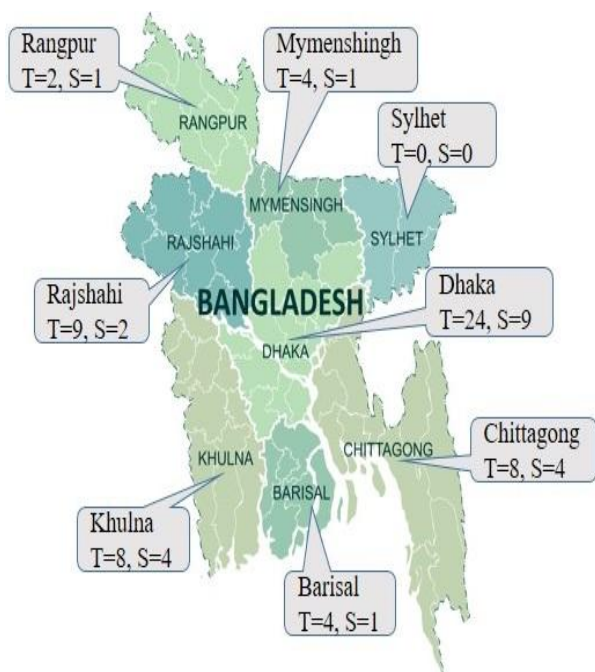 Rangpur
T=2, S=1
Mymenshingh
T=4, S=1
Sylhet
T=0, S=0
RANGPUR
MYMENSINGH
SYLHET
RAJSHAHI
Rajshahi
T=9, S=2
BANGLADESH
Dhaka
T=24, S=9
DHAKA
KHULNA
CHITTAGONG
Chittagong
T=8, S=4
BARISAL
Khulna
T=8, S=4
Barisal
T=4, S=1